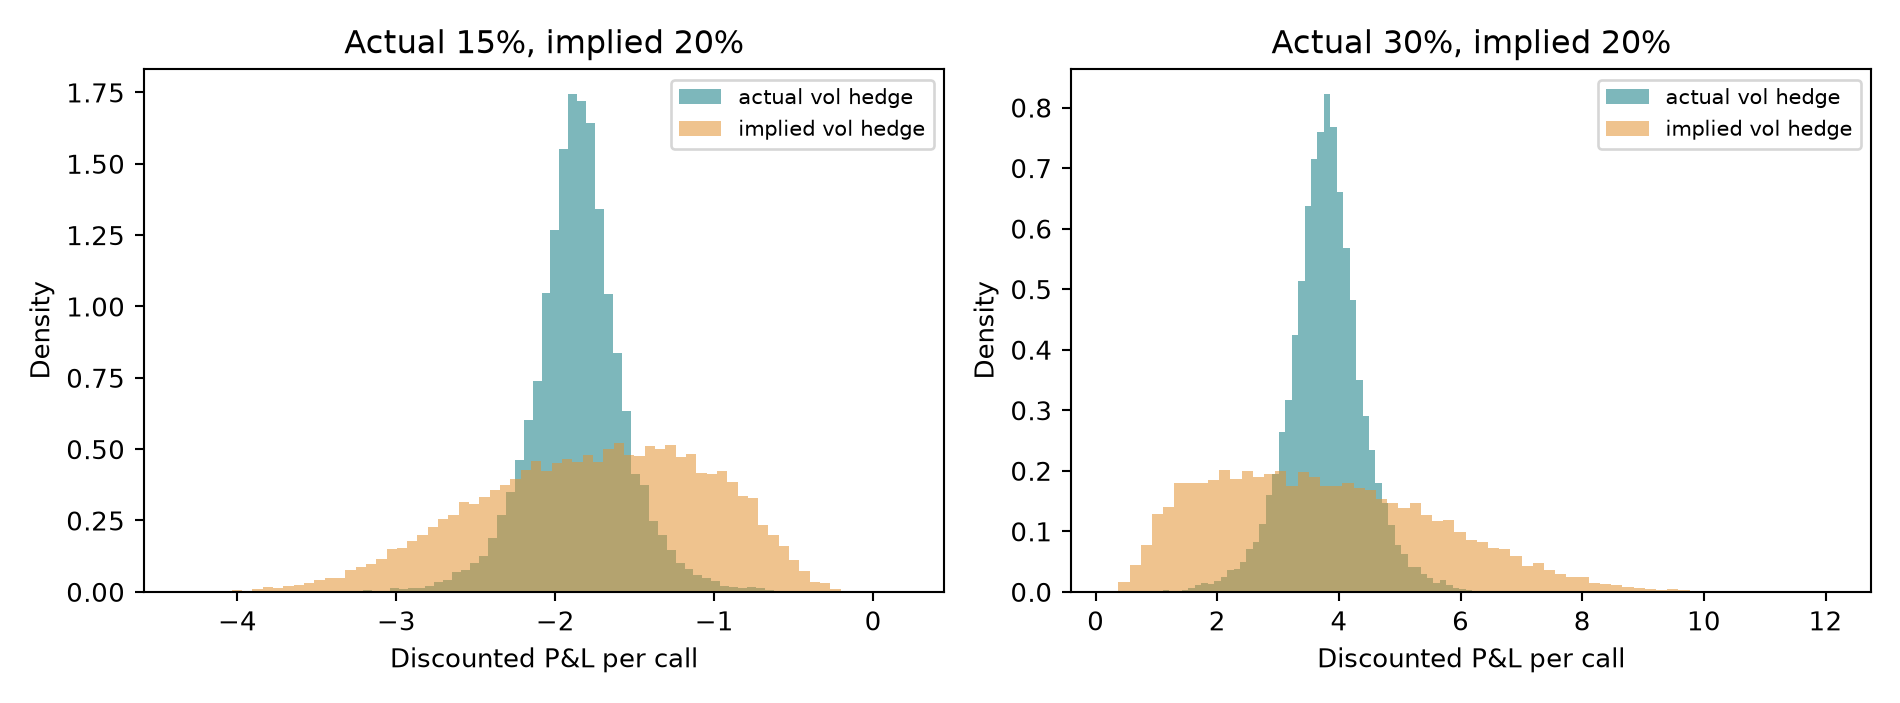 Actual 15%, implied 20%
actual vol hedge
implied vol hedge
Density
1.75
1.50
1.25
1.00
0.75
0.50
0.25
0.00
−4
−3
−2
−1
0
Discounted P&L per call
Actual 30%, implied 20%
actual vol hedge
implied vol hedge
Density
0.8
0.7
0.6
0.5
0.4
0.3
0.2
0.1
0.0
0
2
4
6
8
10
12
Discounted P&L per call